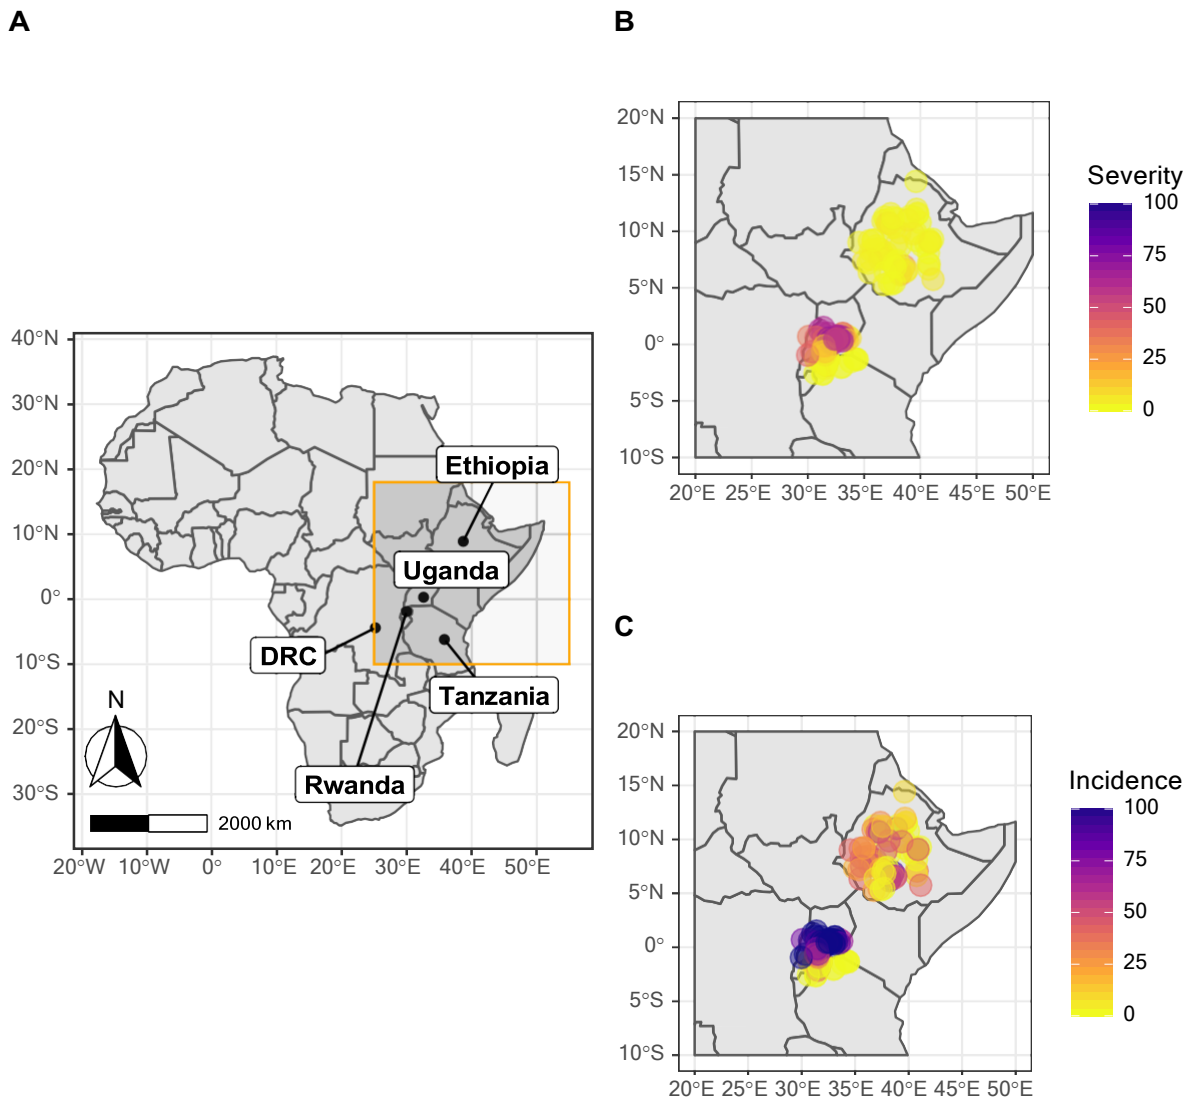 A
40°N
30°N
20°N
10°N
0°
10°S
20°S
30°S
Ethiopia
Uganda
DRC
Tanzania
Rwanda
N
2000 km
20°W
10°W
0°
10°E
20°E
30°E
40°E
50°E
B
20°N
15°N
10°N
5°N
0°
5°S
10°S
20°E
25°E
30°E
35°E
40°E
45°E
50°E
Severity
100
75
50
25
0
C
20°N
15°N
10°N
5°N
0°
5°S
10°S
20°E
25°E
30°E
35°E
40°E
45°E
50°E
Incidence
100
75
50
25
0